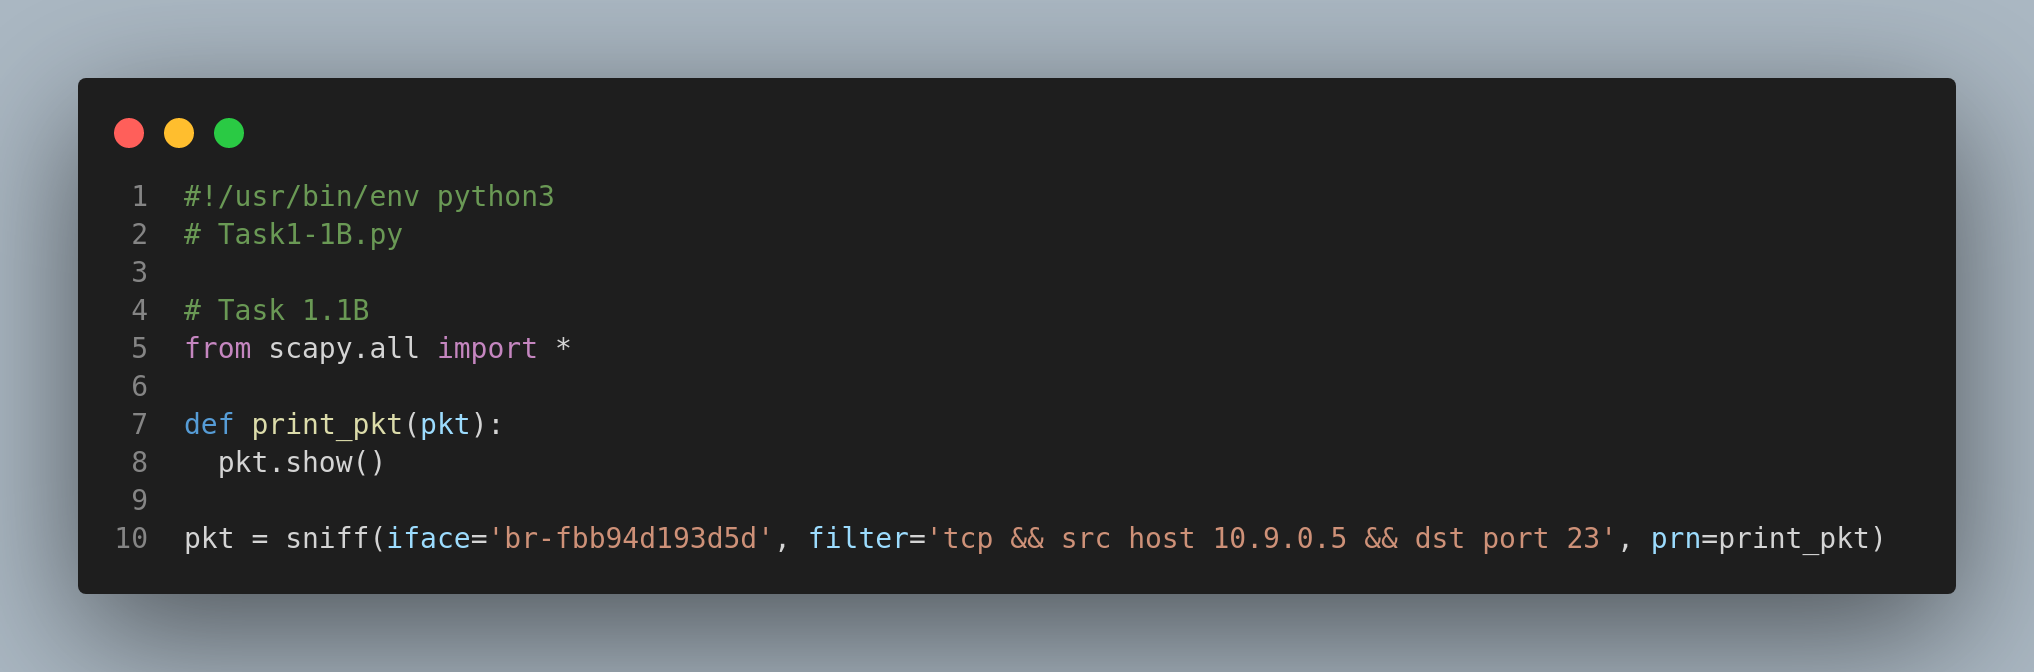 1 #!/usr/bin/env python3
2 # Task1-1B.py
3
4 # Task 1.1B
5 from scapy.all import *
6
7 def print_pkt(pkt):
8   pkt.show()
9
10 pkt = sniff(iface='br-fbb94d193d5d', filter='tcp && src host 10.9.0.5 && dst port 23', prn=print_pkt)